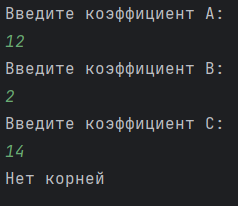 Введите коэффициент A:
12
Введите коэффициент B:
2
Введите коэффициент C:
14
Нет корней